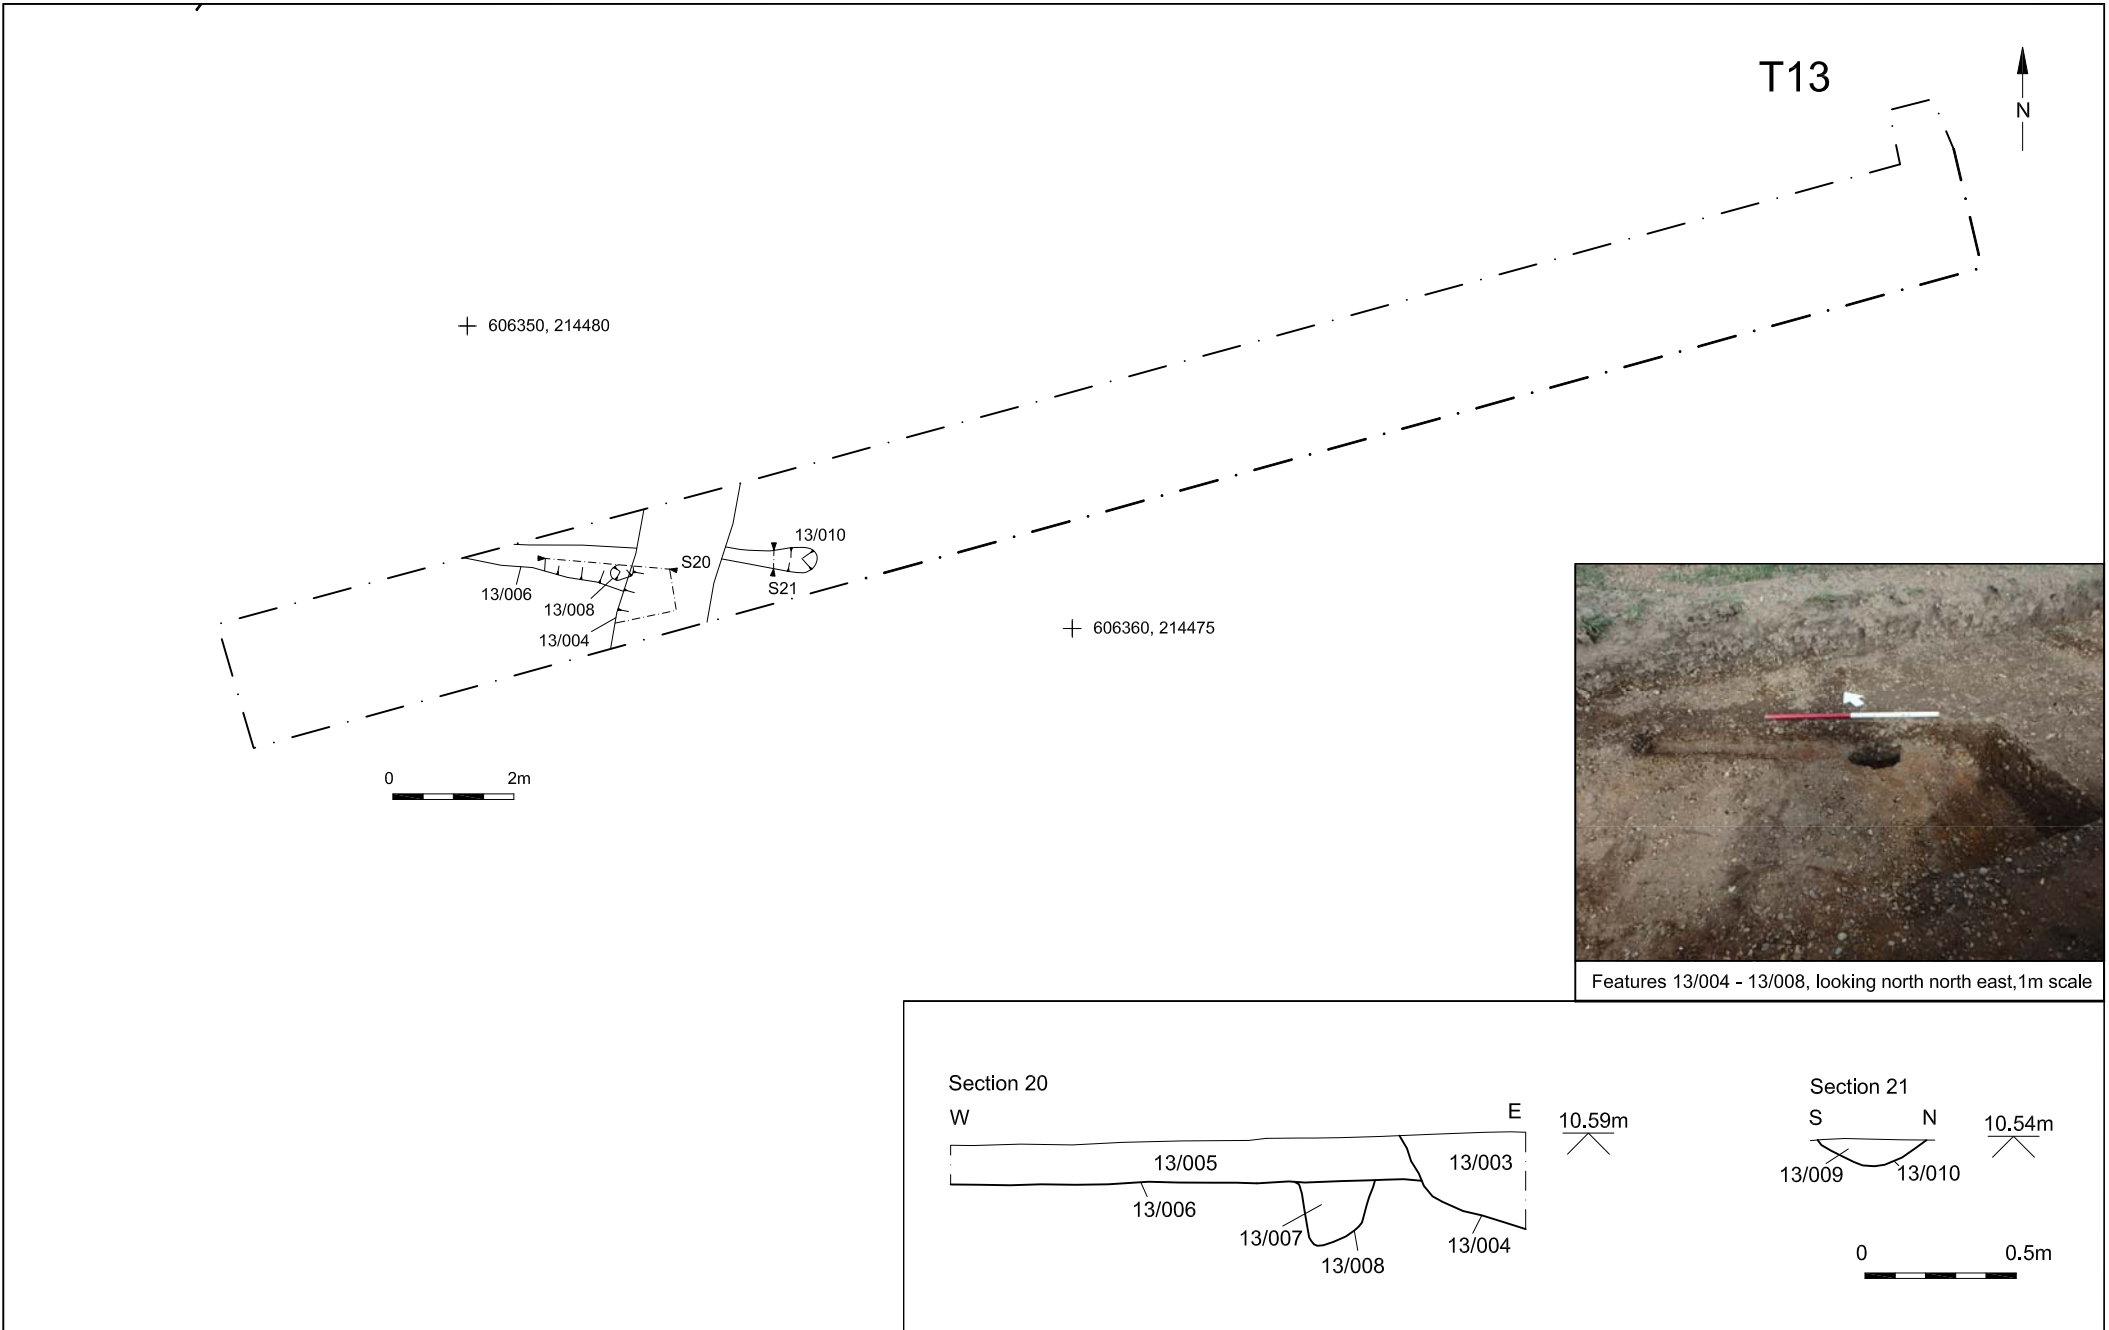 T13
N
606350, 214480
13/010
S20
S21
13/006
13/008
13/004
606360, 214475
0 2m
Features 13/004 - 13/008, looking north north east,1m scale
Section 20
W E 10.59m
13/005 13/003
13/006
13/007
13/008
13/004
Section 21
S N 10.54m
13/009 13/010
0 0.5m